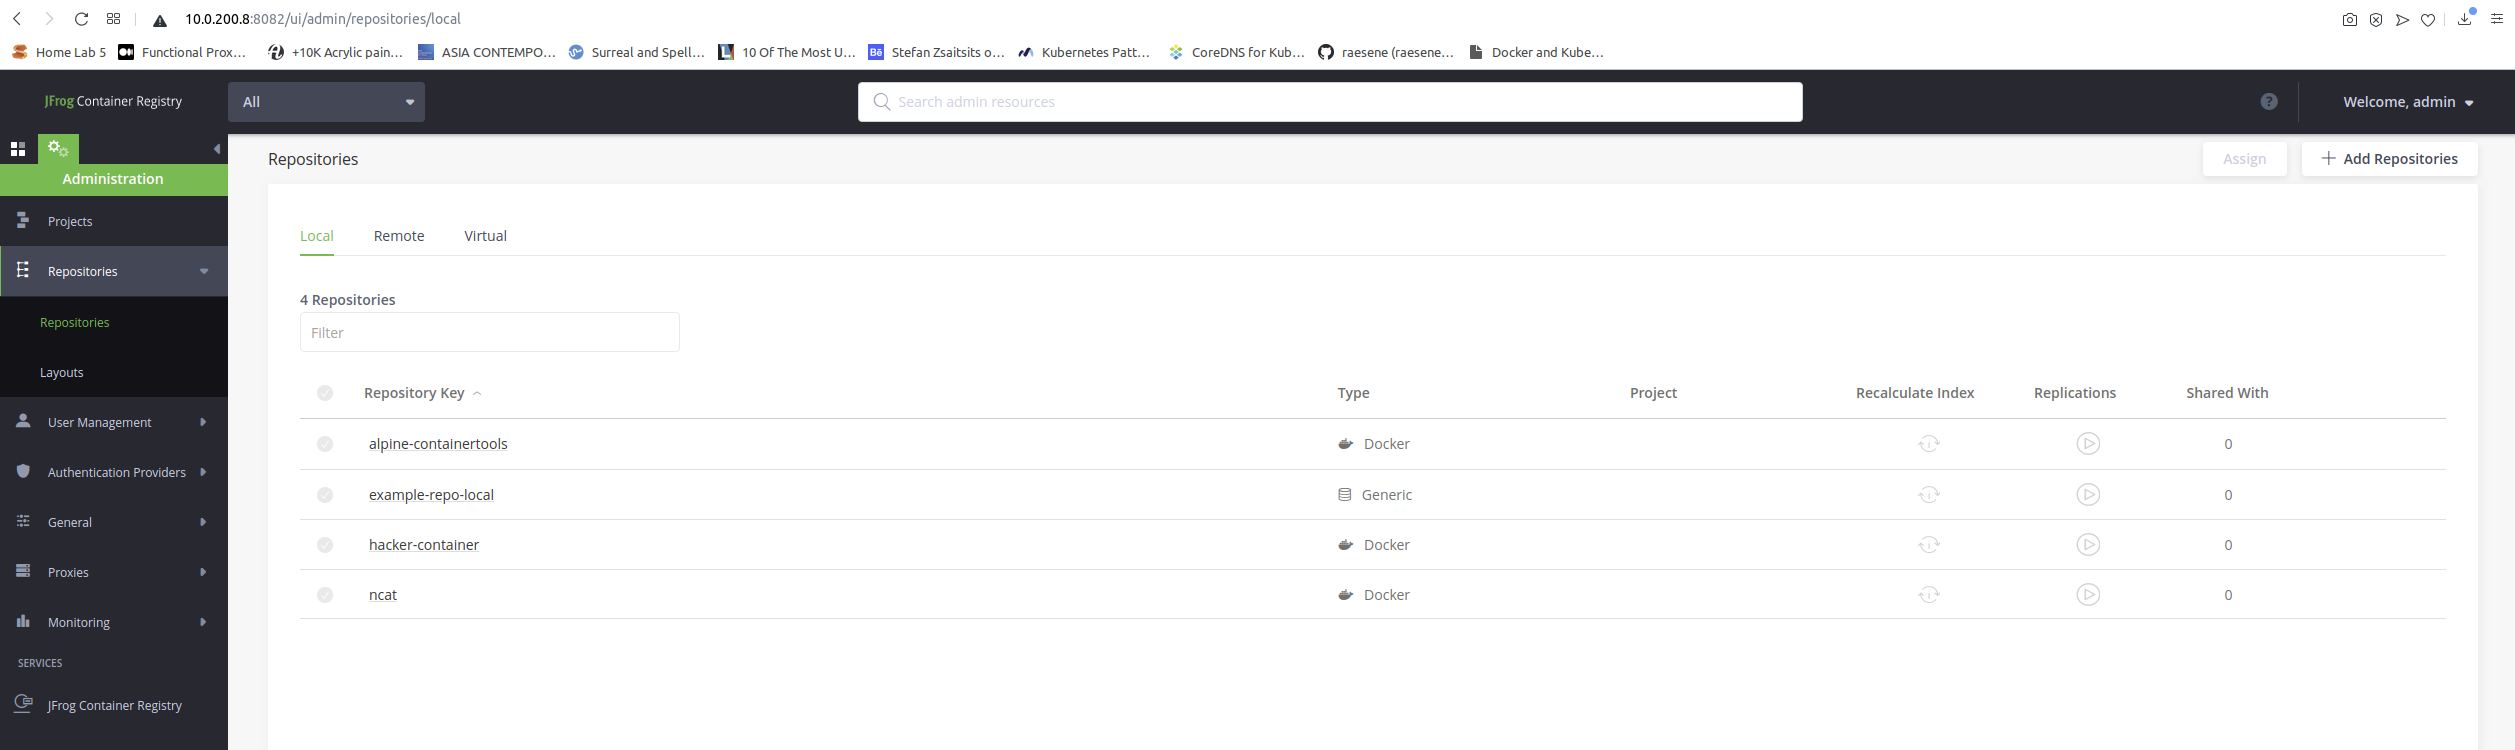 10.0.200.8:8082/ui/admin/repositories/local
Home Lab 5 Functional Prox... +10K Acrylic pain... ASIA CONTEMPO... Surreal and Spell... 10 Of The Most U... Bē Stefan Zsaitsits o... Kubernetes Patt... CoreDNS for Kub... raesene (raesene... Docker and Kube...
JFrog Container Registry All Search admin resources ? Welcome, admin
Administration
Projects
Repositories
Repositories
Layouts
User Management
Authentication Providers
General
Proxies
Monitoring
SERVICES
JFrog Container Registry
Repositories Assign Add Repositories
Local Remote Virtual
4 Repositories
Filter
Repository Key Type Project Recalculate Index Replications Shared With
alpine-containertools Docker 0
example-repo-local Generic 0
hacker-container Docker 0
ncat Docker 0